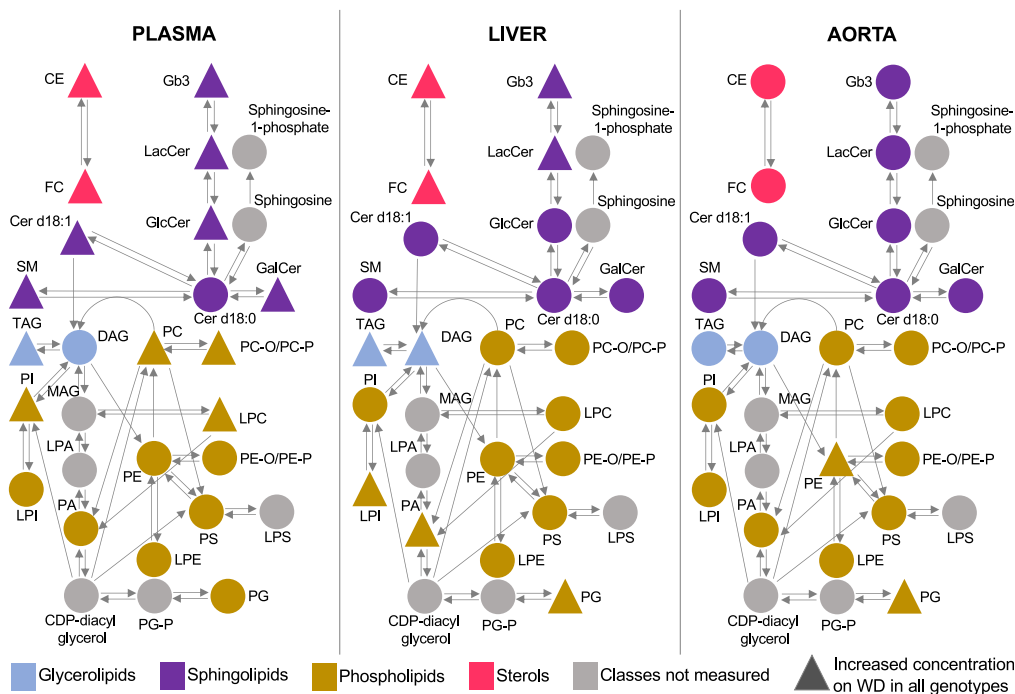 PLASMA
CE
Gb3
Sphingosine-
1-phosphate
LacCer
FC
Sphingosine
Cer d18:1
GlcCer
SM
GalCer
Cer d18:0
TAG
DAG
PC
PC-O/PC-P
PI
MAG
LPC
LPA
PE
PE-O/PE-P
LPI
PA
PS
LPS
LPE
PG
CDP-diacyl
glycerol
PG-P
LIVER
CE
Gb3
Sphingosine-
1-phosphate
LacCer
FC
Sphingosine
Cer d18:1
GlcCer
SM
GalCer
Cer d18:0
TAG
DAG
PC
PC-O/PC-P
PI
MAG
LPC
LPA
PE
PE-O/PE-P
LPI
PA
PS
LPS
LPE
PG
CDP-diacyl
glycerol
PG-P
AORTA
CE
Gb3
Sphingosine-
1-phosphate
LacCer
FC
Sphingosine
Cer d18:1
GlcCer
SM
GalCer
Cer d18:0
TAG
DAG
PC
PC-O/PC-P
PI
MAG
LPC
LPA
PE
PE-O/PE-P
LPI
PA
PS
LPS
LPE
PG
CDP-diacyl
glycerol
PG-P
Glycerolipids
Sphingolipids
Phospholipids
Sterols
Classes not measured
Increased concentration
on WD in all genotypes